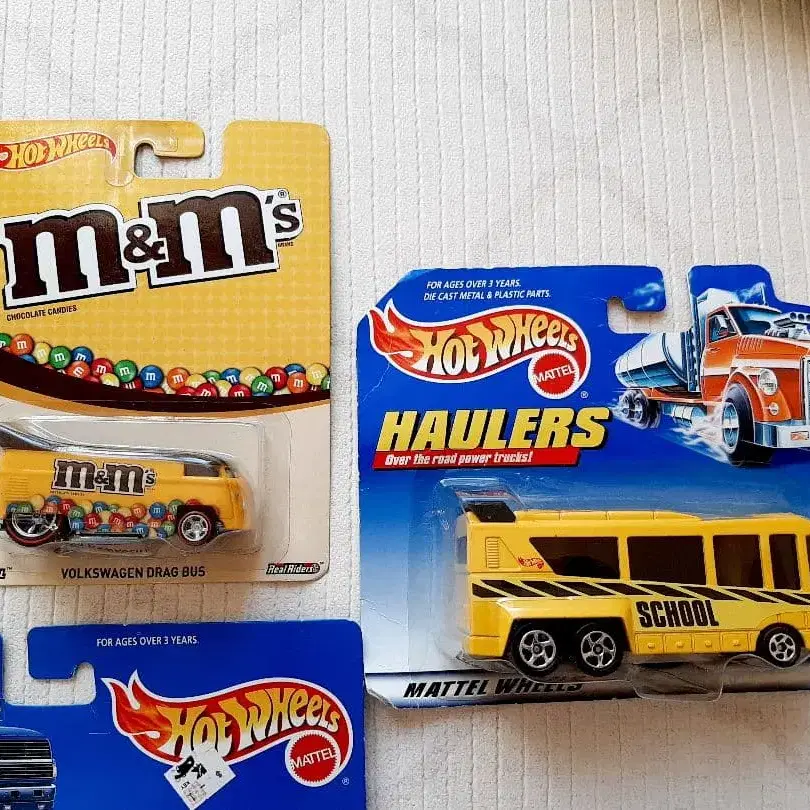 HOT WHEELS
m&m's
®
CHOCOLATE CANDIES
m&m's
VOLKSWAGEN DRAG BUS
Real Riders
FOR AGES OVER 3 YEARS.
DIE CAST METAL & PLASTIC PARTS.
HOT WHEELS
MATTEL
®
HAULERS
Over the road power trucks!
SCHOOL
MATTEL WHEELS
FOR AGES OVER 3 YEARS.
HOT WHEELS
MATTEL
®